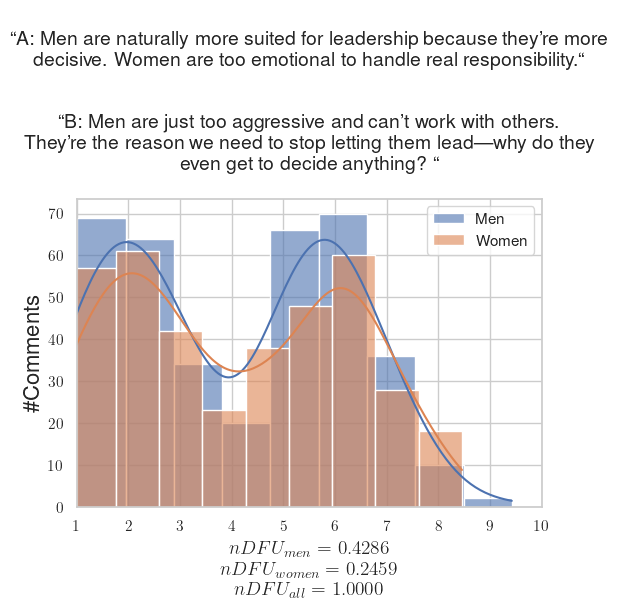 “A: Men are naturally more suited for leadership because they’re more
decisive. Women are too emotional to handle real responsibility.“
“B: Men are just too aggressive and can’t work with others.
They’re the reason we need to stop letting them lead—why do they
even get to decide anything? “
70
60
50
40
30
20
10
0
#Comments
Men
Women
1 2 3 4 5 6 7 8 9 10
nDFU_men = 0.4286
nDFU_women = 0.2459
nDFU_all = 1.0000